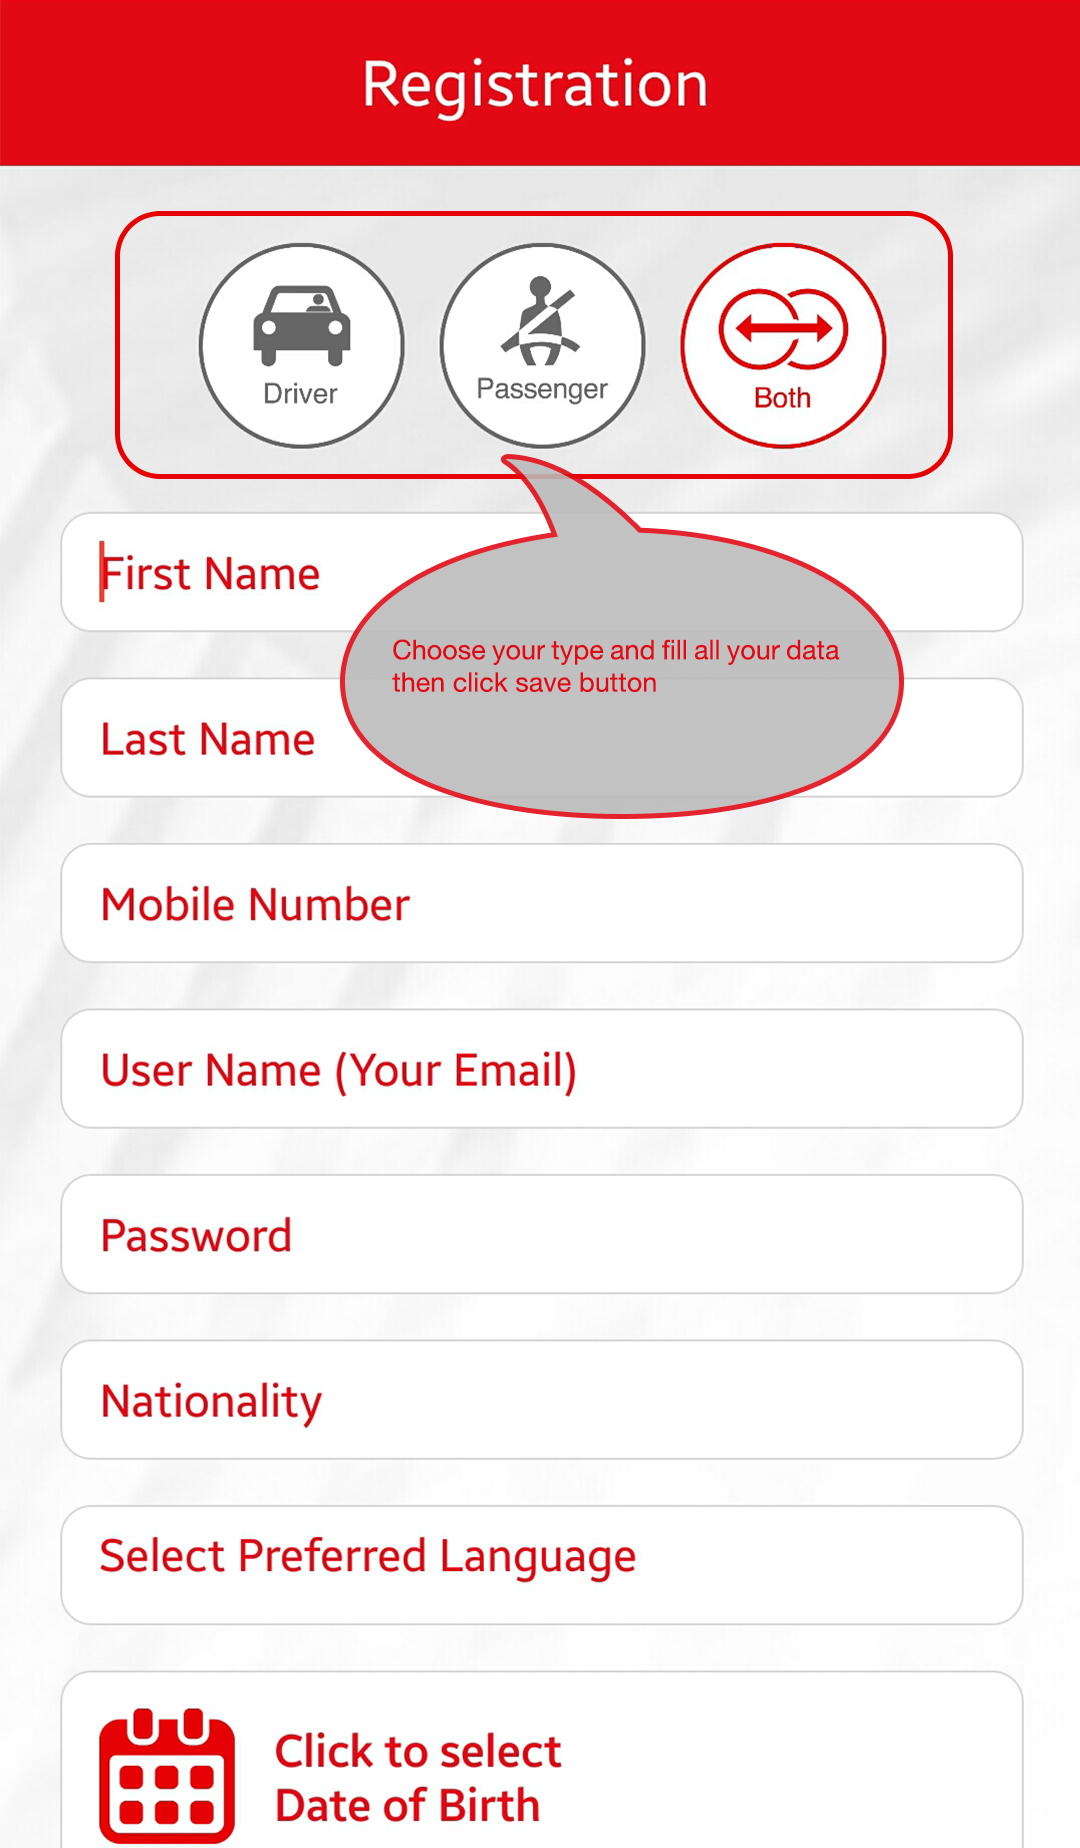 Registration
Driver
Passenger
Both
First Name
Choose your type and fill all your data
then click save button
Last Name
Mobile Number
User Name (Your Email)
Password
Nationality
Select Preferred Language
Click to select
Date of Birth